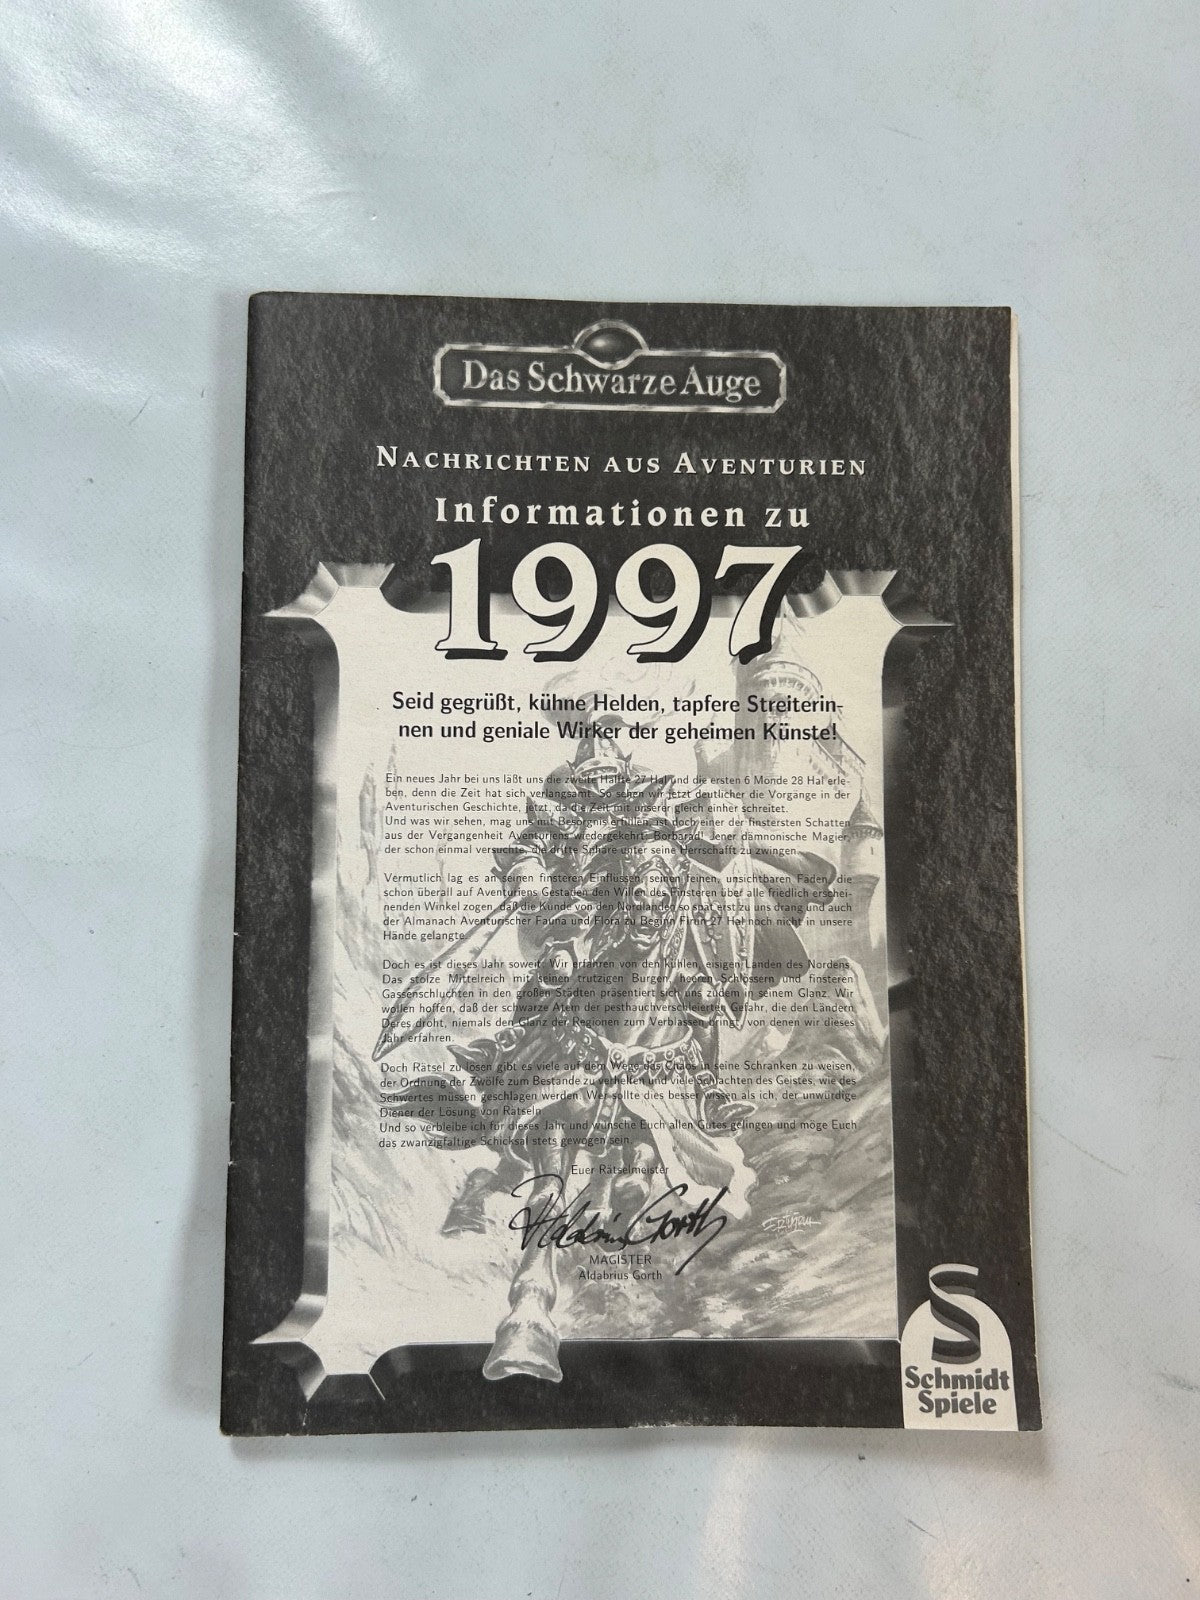 Das Schwarze Auge
Nachrichten aus Aventurien
Informationen zu
1997
Seid gegrüßt, kühne Helden, tapfere Streiterin-
nen und geniale Wirker der geheimen Künste!
Ein neues Jahr bei uns läßt uns die zweite Hälfte 27 Hal und die ersten 6 Monde 28 Hal erle-
ben, denn die Zeit hat sich verlangsamt. So sehen wir jetzt deutlicher die Vorgänge in der
Aventurischen Geschichte, jetzt, da die Zeit mit unserer gleich einher schreitet.
Und was wir sehen, mag uns mit Besorgnis erfüllen, ist doch einer der finstersten Schatten
aus der Vergangenheit Aventuriens wiedergekehrt: Borbarad! Jener dämonische Magier,
der schon einmal versuchte, die dritte Sphäre unter seine Herrschafft zu zwingen.
Vermutlich lag es an seinen finsteren Einflüssen, seinen feinen, unsichtbaren Fäden, die
schon überall auf Aventuriens Gestaden den Willen des Finsteren über alle friedlich erschei-
nenden Winkel zogen, daß die Kunde von den Nordlanden so spät erst zu uns drang und auch
der Almanach Aventurischer Fauna und Flora zu Beginn Firun 27 Hal noch nicht in unsere
Hände gelangte.
Doch es ist dieses Jahr soweit: Wir erfahren von den kühlen, eisigen Landen des Nordens.
Das stolze Mittelreich mit seinen trutzigen Burgen, heeren Schlössern und finsteren
Gassenschluchten in den großen Städten präsentiert sich uns zudem in seinem Glanz. Wir
wollen hoffen, daß der schwarze Atem der pesthauchverschleierten Gefahr, die den Ländern
Deres droht, niemals den Glanz der Regionen zum Verblassen bringt, von denen wir dieses
Jahr erfahren.
Doch Rätsel zu lösen gibt es viele auf dem Wege das Chaos in seine Schranken zu weisen,
der Ordnung der Zwölfe zum Bestande zu verhelfen und viele Schlachten des Geistes, wie des
Schwertes müssen geschlagen werden. Wer sollte dies besser wissen als ich, der unwürdige
Diener der Lösung von Rätseln.
Und so verbleibe ich für dieses Jahr und wünsche Euch allen Gutes gelingen und möge Euch
das zwanzigfaltige Schicksal stets gewogen sein.
Euer Rätselmeister
Aldabrius Gorth
MAGISTER
Aldabrius Gorth
Schmidt
Spiele